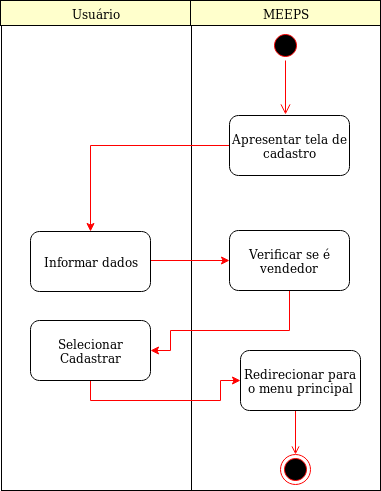 Usuário
MEEPS
Apresentar tela de
cadastro
Informar dados
Verificar se é
vendedor
Selecionar
Cadastrar
Redirecionar para
o menu principal